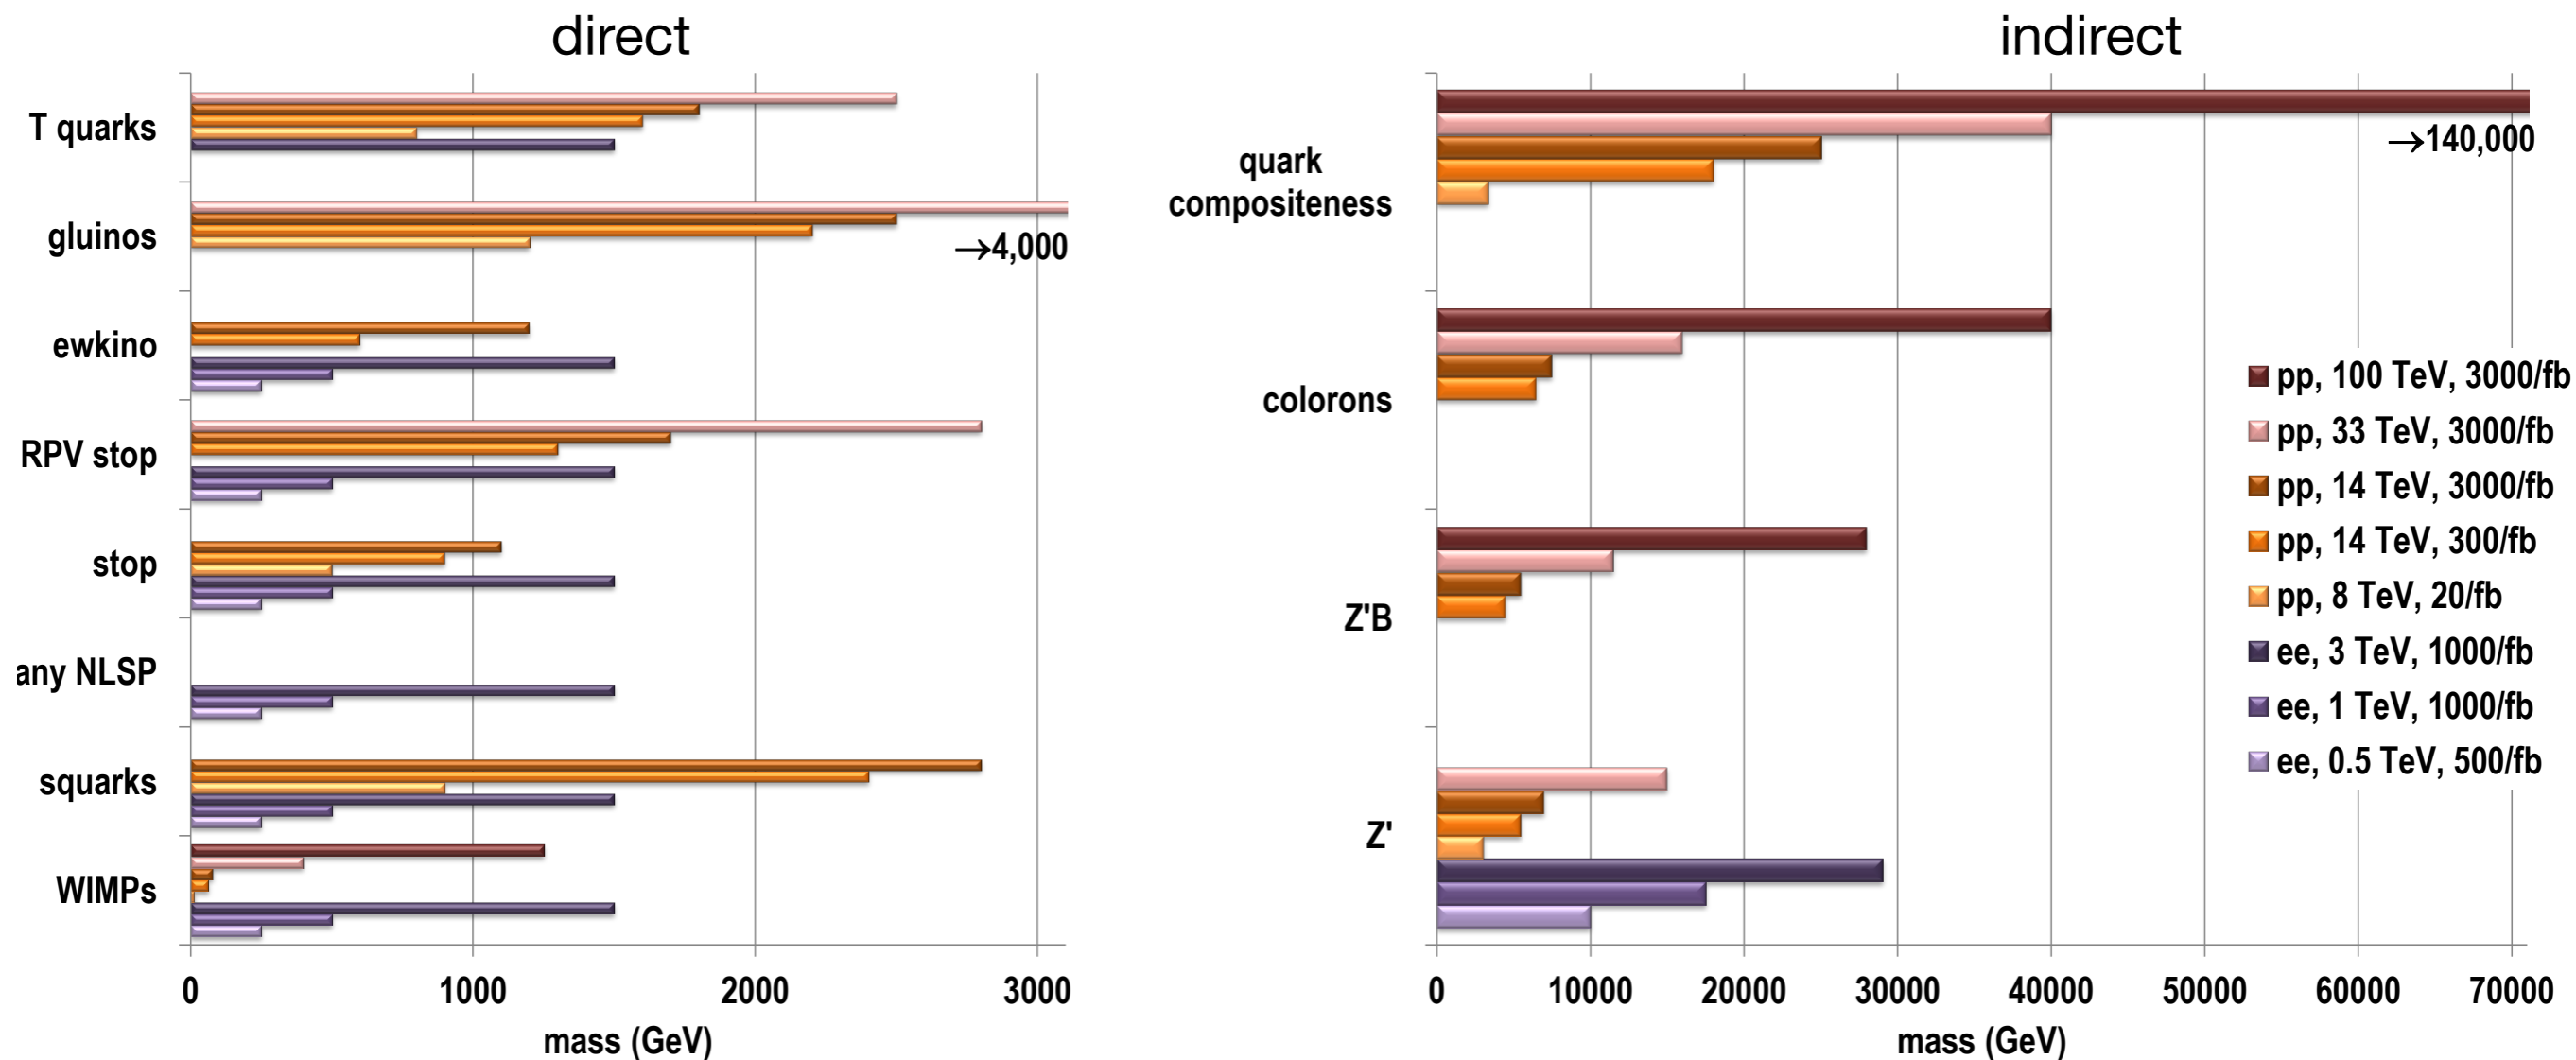 direct
T quarks
gluinos
→4,000
ewkino
RPV stop
stop
any NLSP
squarks
WIMPs
0 1000 2000 3000
mass (GeV)
indirect
quark
compositeness
→140,000
colorons
Z'B
Z'
0 10000 20000 30000 40000 50000 60000 70000
mass (GeV)
pp, 100 TeV, 3000/fb
pp, 33 TeV, 3000/fb
pp, 14 TeV, 3000/fb
pp, 14 TeV, 300/fb
pp, 8 TeV, 20/fb
ee, 3 TeV, 1000/fb
ee, 1 TeV, 1000/fb
ee, 0.5 TeV, 500/fb